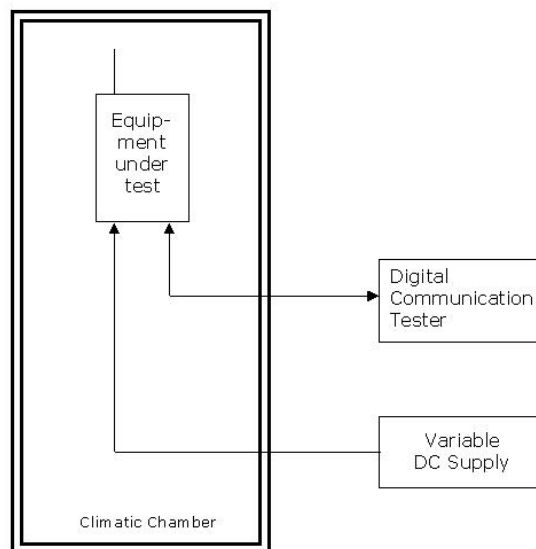 Equip-
ment
under
test
Digital
Communication
Tester
Variable
DC Supply
Climatic Chamber